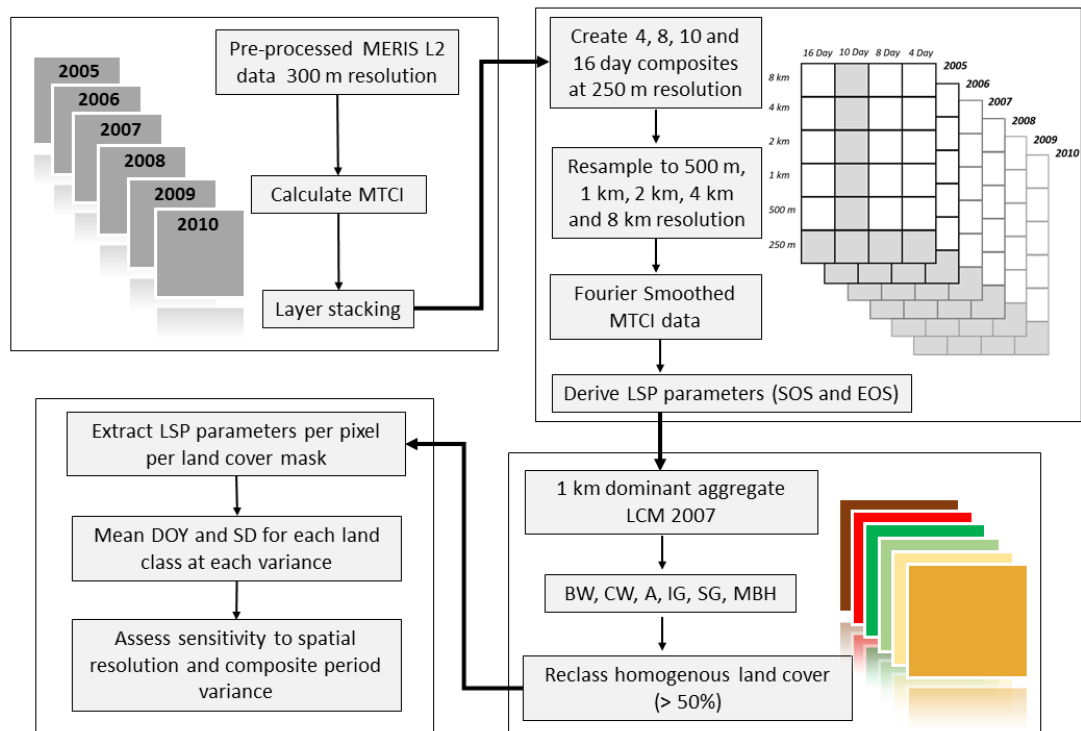 Pre-processed MERIS L2
data 300 m resolution
Calculate MTCI
Layer stacking
2005
2006
2007
2008
2009
2010
Create 4, 8, 10 and
16 day composites
at 250 m resolution
Resample to 500 m,
1 km, 2 km, 4 km
and 8 km resolution
Fourier Smoothed
MTCI data
Derive LSP parameters (SOS and EOS)
16 Day 10 Day 8 Day 4 Day
8 km
4 km
2 km
1 km
500 m
250 m
2005
2006
2007
2008
2009
2010
1 km dominant aggregate
LCM 2007
BW, CW, A, IG, SG, MBH
Reclass homogenous land cover
(> 50%)
Extract LSP parameters per pixel
per land cover mask
Mean DOY and SD for each land
class at each variance
Assess sensitivity to spatial
resolution and composite period
variance